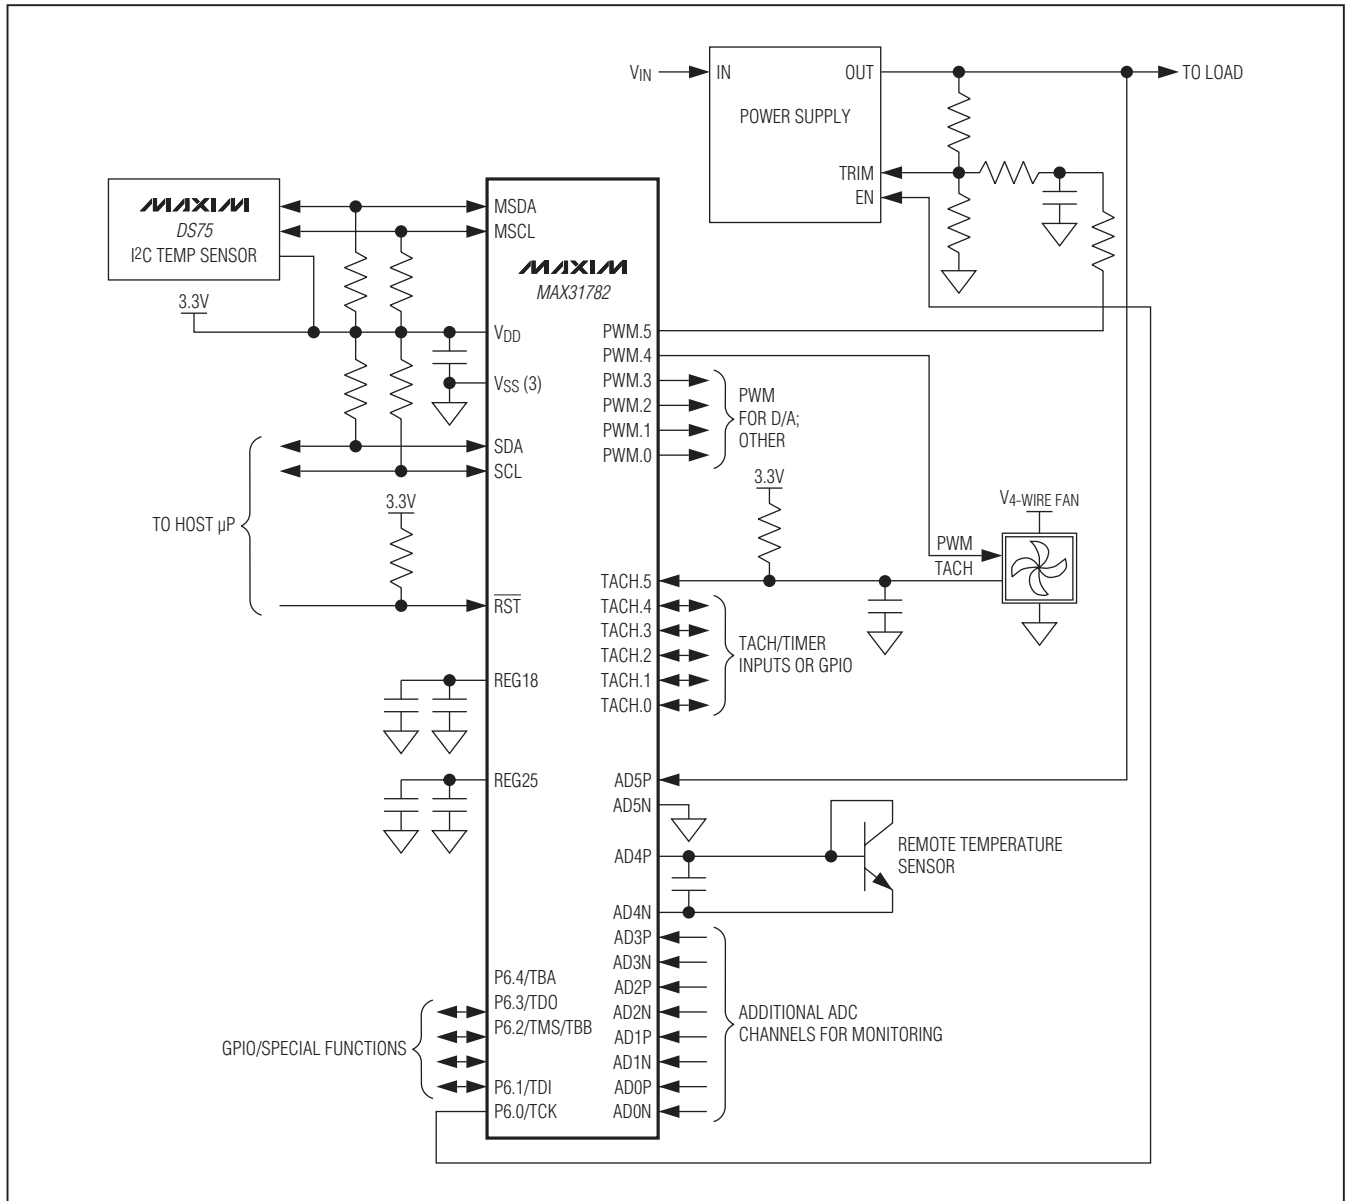 VIN
IN
OUT
TO LOAD
POWER SUPPLY
TRIM
EN
MAXIM
DS75
I2C TEMP SENSOR
3.3V
MSDA
MSCL
MAXIM
MAX31782
VDD
VSS (3)
SDA
SCL
TO HOST µP
3.3V
RST
REG18
REG25
P6.4/TBA
P6.3/TDO
P6.2/TMS/TBB
GPIO/SPECIAL FUNCTIONS
P6.1/TDI
P6.0/TCK
PWM.5
PWM.4
PWM.3
PWM.2
PWM.1
PWM.0
PWM
FOR D/A;
OTHER
3.3V
V4-WIRE FAN
PWM
TACH
TACH.5
TACH.4
TACH.3
TACH.2
TACH.1
TACH.0
TACH/TIMER
INPUTS OR GPIO
AD5P
AD5N
AD4P
AD4N
REMOTE TEMPERATURE
SENSOR
AD3P
AD3N
AD2P
AD2N
AD1P
AD1N
AD0P
AD0N
ADDITIONAL ADC
CHANNELS FOR MONITORING